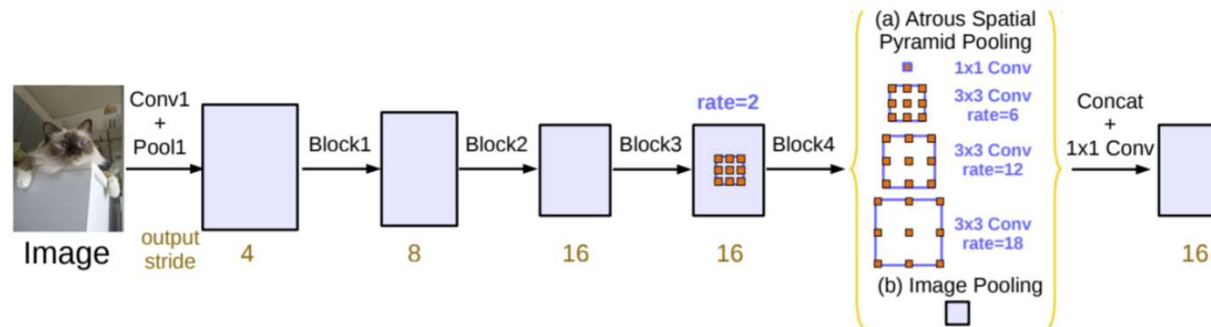 (a) Atrous Spatial
Pyramid Pooling
1x1 Conv
3x3 Conv
rate=6
3x3 Conv
rate=12
3x3 Conv
rate=18
(b) Image Pooling
Conv1
+
Pool1
Block1
Block2
Block3
rate=2
Block4
Concat
+
1x1 Conv
Image
output
stride
4
8
16
16
16